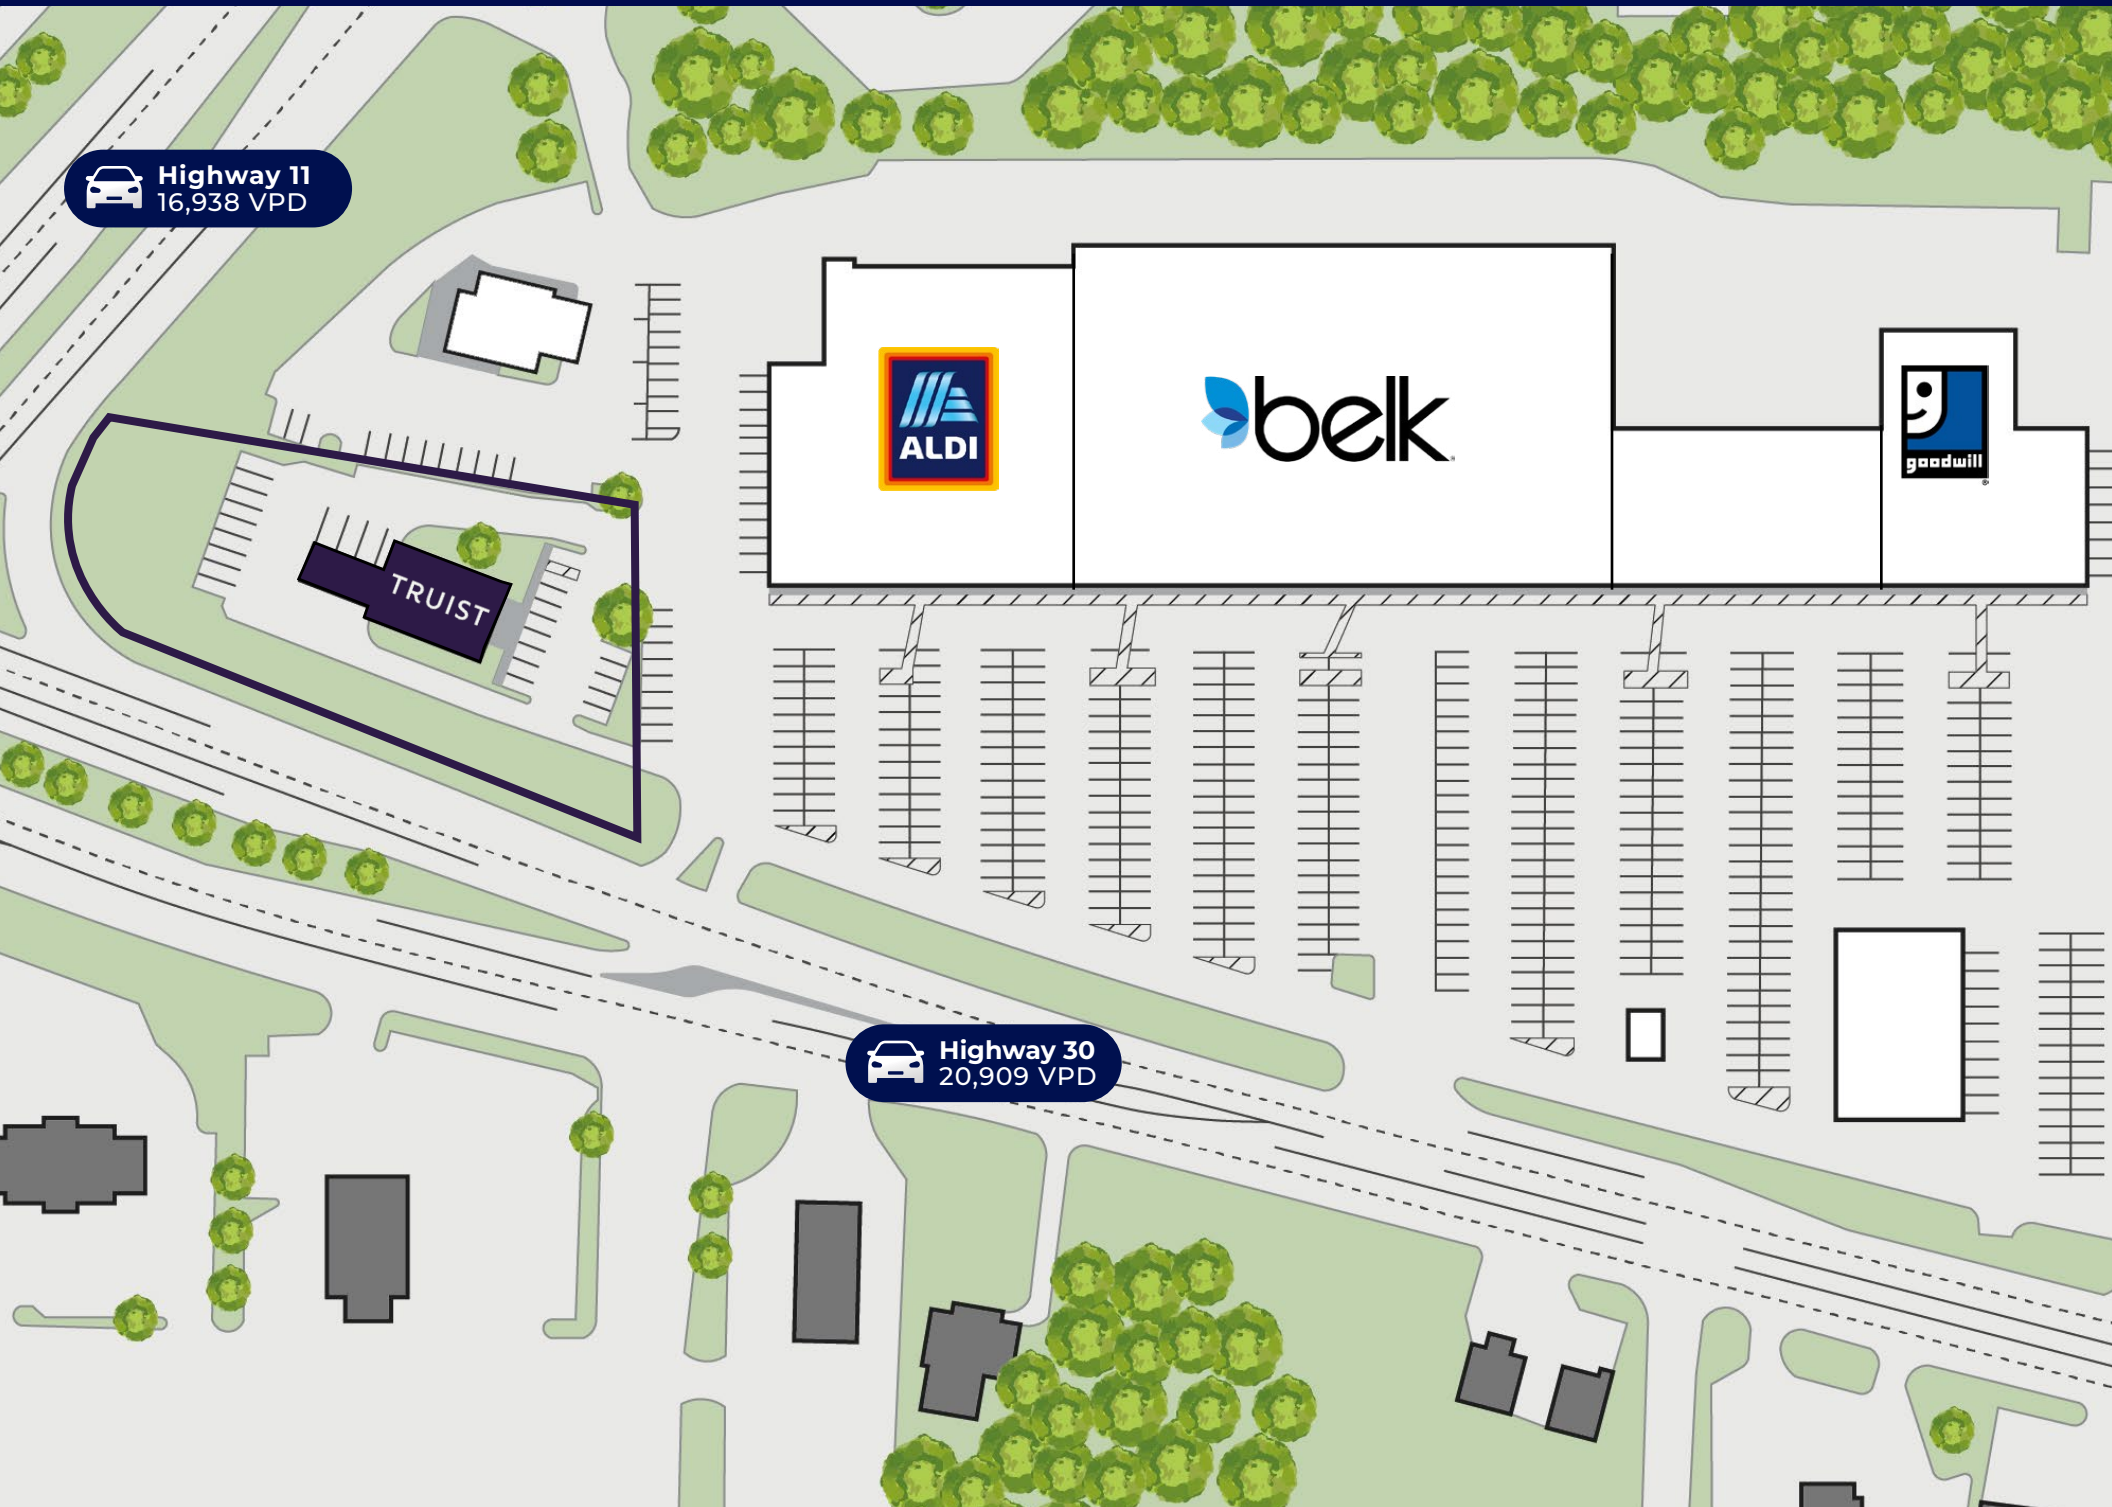 Highway 11
16,938 VPD
ALDI
belk
goodwill
®
TRUIST
Highway 30
20,909 VPD